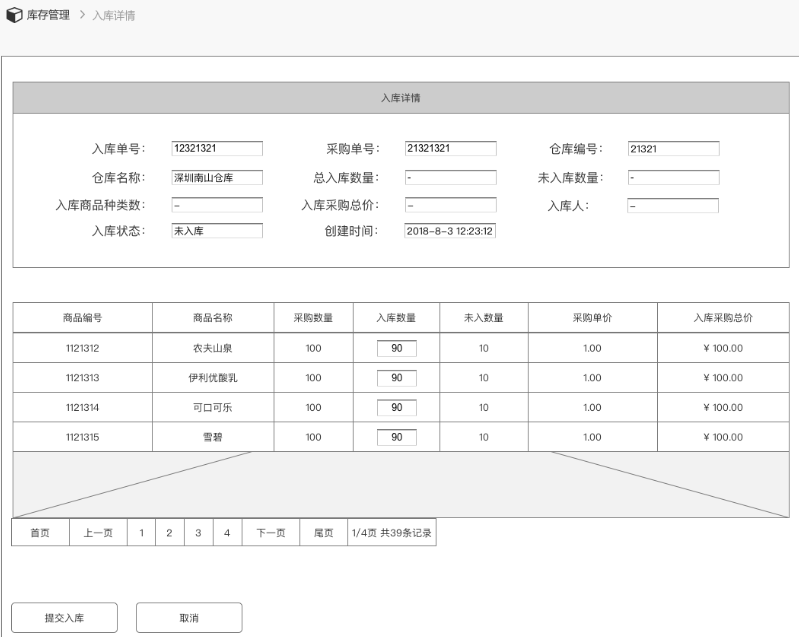 库存管理 > 入库详情
入库详情
入库单号： 12321321 采购单号： 21321321 仓库编号： 21321
仓库名称： 深圳南山仓库 总入库数量： - 未入库数量： -
入库商品种类数： - 入库采购总价： - 入库人： -
入库状态： 未入库 创建时间： 2018-8-3 12:23:12
商品编号 商品名称 采购数量 入库数量 未入数量 采购单价 入库采购总价
1121312 农夫山泉 100 90 10 1.00 ¥ 100.00
1121313 伊利优酸乳 100 90 10 1.00 ¥ 100.00
1121314 可口可乐 100 90 10 1.00 ¥ 100.00
1121315 雪碧 100 90 10 1.00 ¥ 100.00
首页 上一页 1 2 3 4 下一页 尾页 1/4页 共39条记录
提交入库 取消